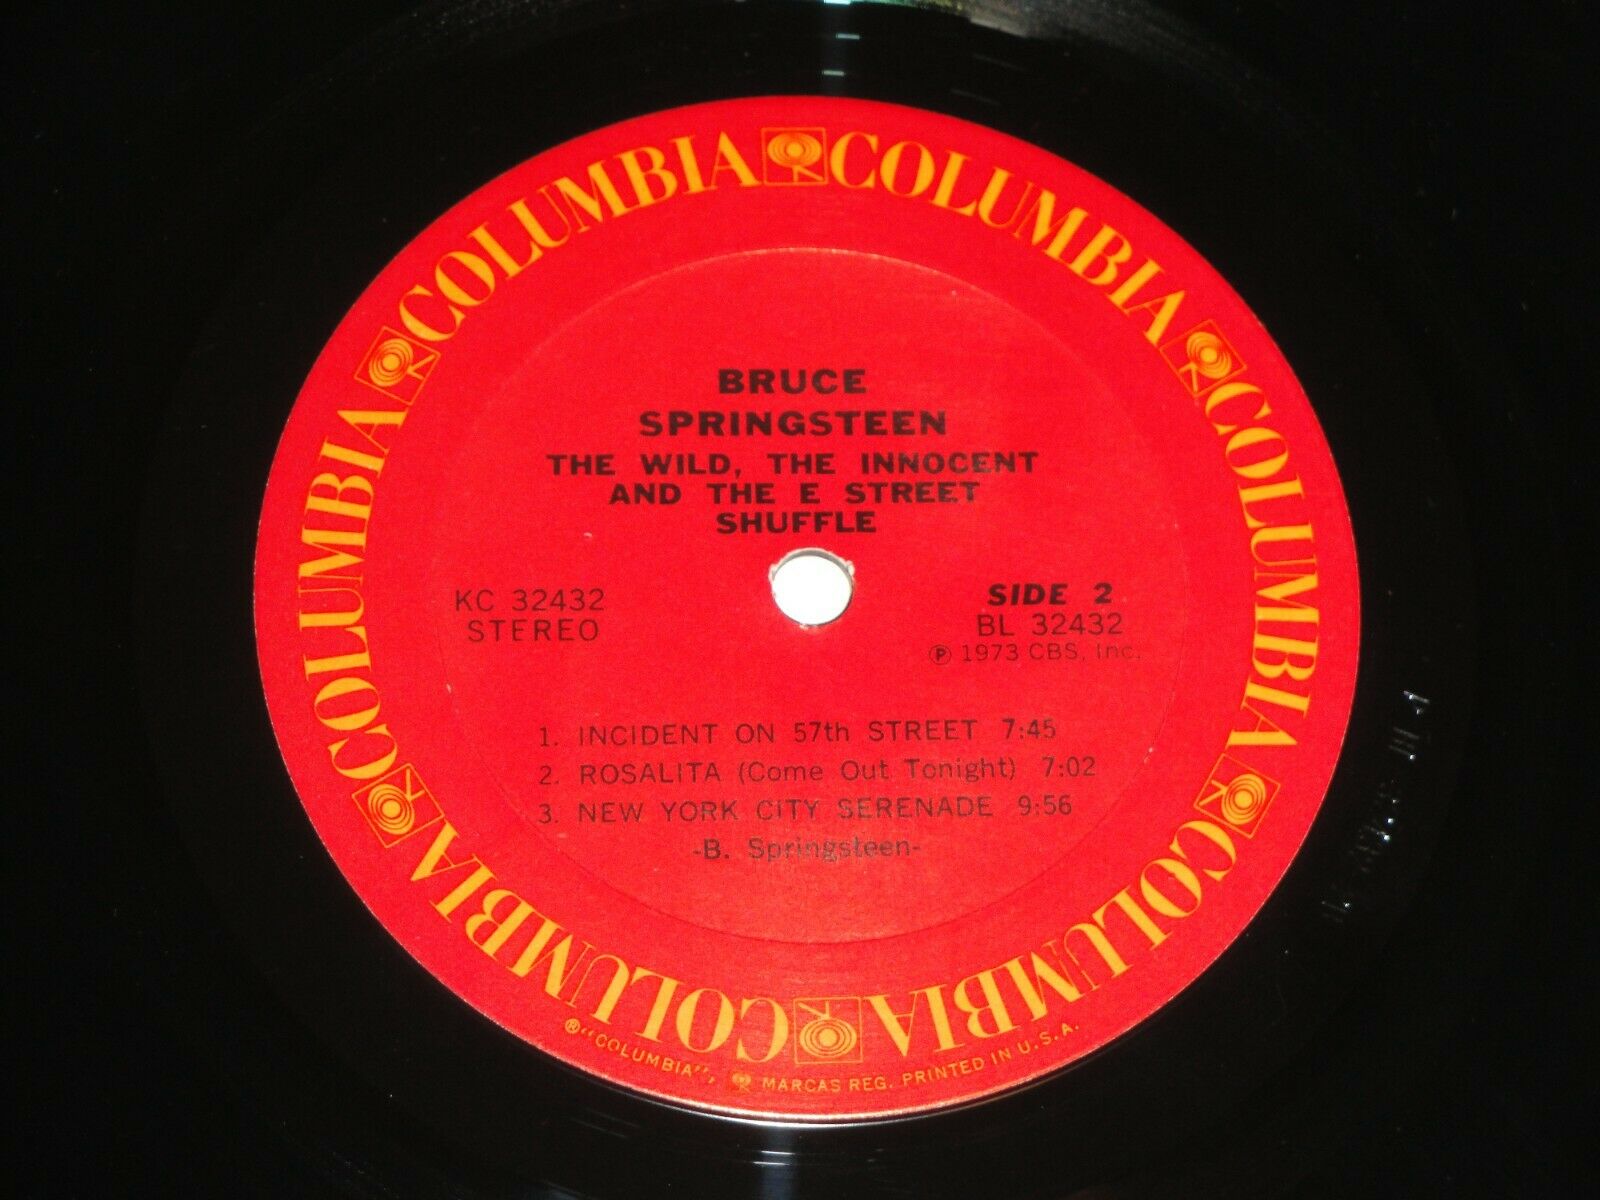 COLUMBIA COLUMBIA COLUMBIA COLUMBIA COLUMBIA COLUMBIA
BRUCE
SPRINGSTEEN
THE WILD, THE INNOCENT
AND THE E STREET
SHUFFLE
KC 32432
STEREO
SIDE 2
BL 32432
℗ 1973 CBS, Inc.
1. INCIDENT ON 57th STREET 7:45
2. ROSALITA (Come Out Tonight) 7:02
3. NEW YORK CITY SERENADE 9:56
-B. Springsteen-
®"COLUMBIA", MARCAS REG. PRINTED IN U.S.A.